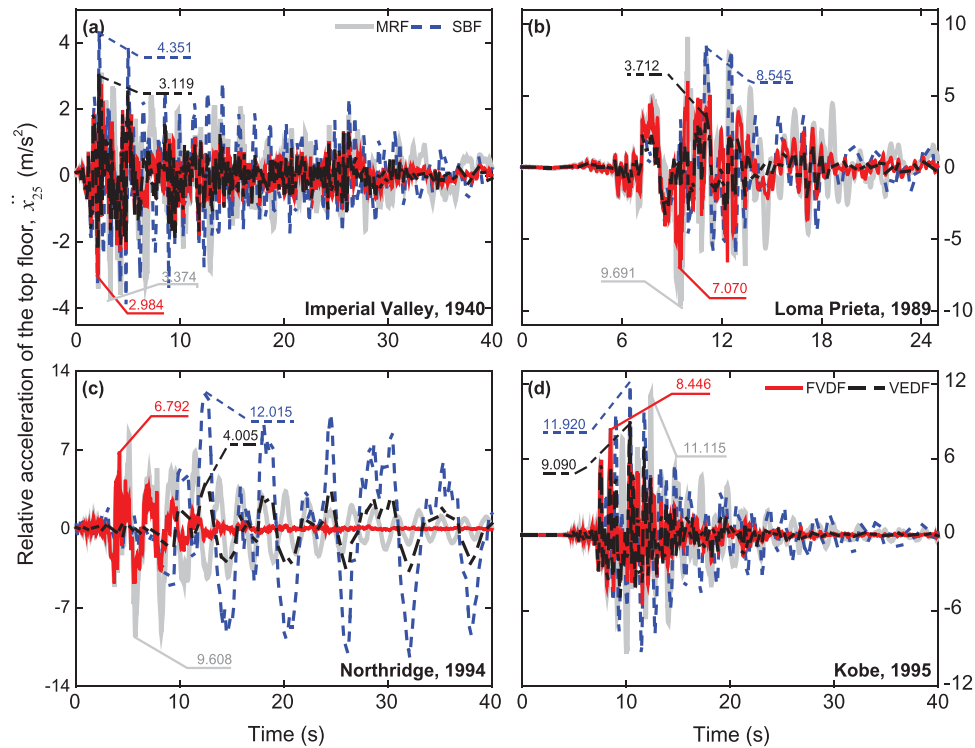 (a)
MRF SBF
4.351
3.119
3.374
2.984
Imperial Valley, 1940
4
2
0
-2
-4
0 10 20 30 40
(b)
3.712
8.545
9.691
7.070
Loma Prieta, 1989
10
5
0
-5
-10
0 6 12 18 24
Relative acceleration of the top floor, ẍ25 (m/s2)
(c)
6.792
12.015
4.005
9.608
Northridge, 1994
14
7
0
-7
-14
0 10 20 30 40
Time (s)
(d)
FVDF VEDF
8.446
11.920
11.115
9.090
Kobe, 1995
12
6
0
-6
-12
0 10 20 30 40
Time (s)